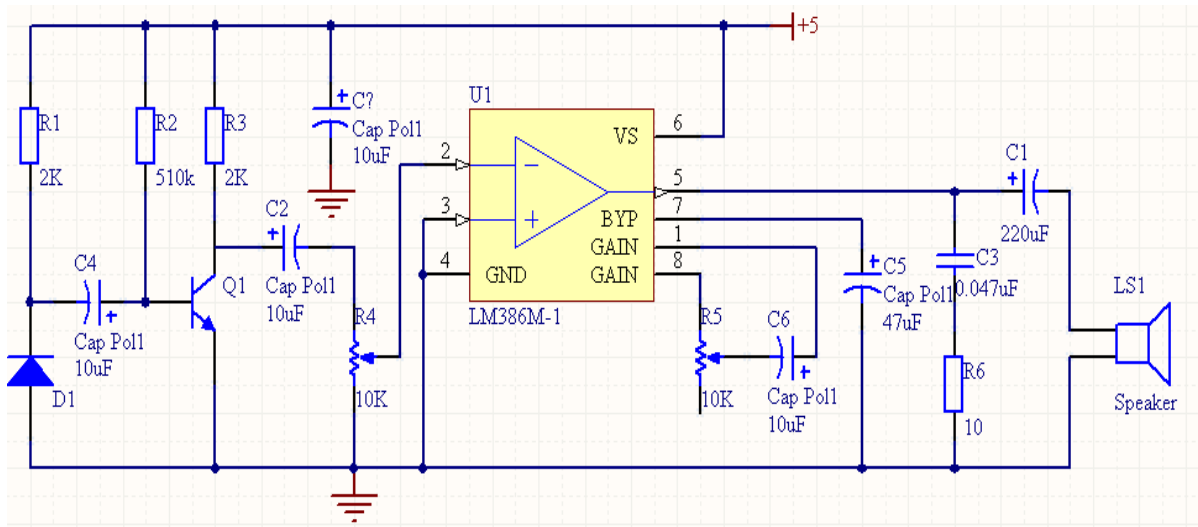 +5
R1
2K
R2
510k
R3
2K
C?
Cap Pol1
10uF
U1
2
3
4
GND
VS
6
5
BYP
7
GAIN
1
GAIN
8
LM386M-1
C1
220uF
C2
Cap Pol1
10uF
C4
Cap Pol1
10uF
Q1
D1
R4
10K
R5
10K
C6
Cap Pol1
10uF
C5
Cap Pol1
47uF
C3
0.047uF
R6
10
LS1
Speaker